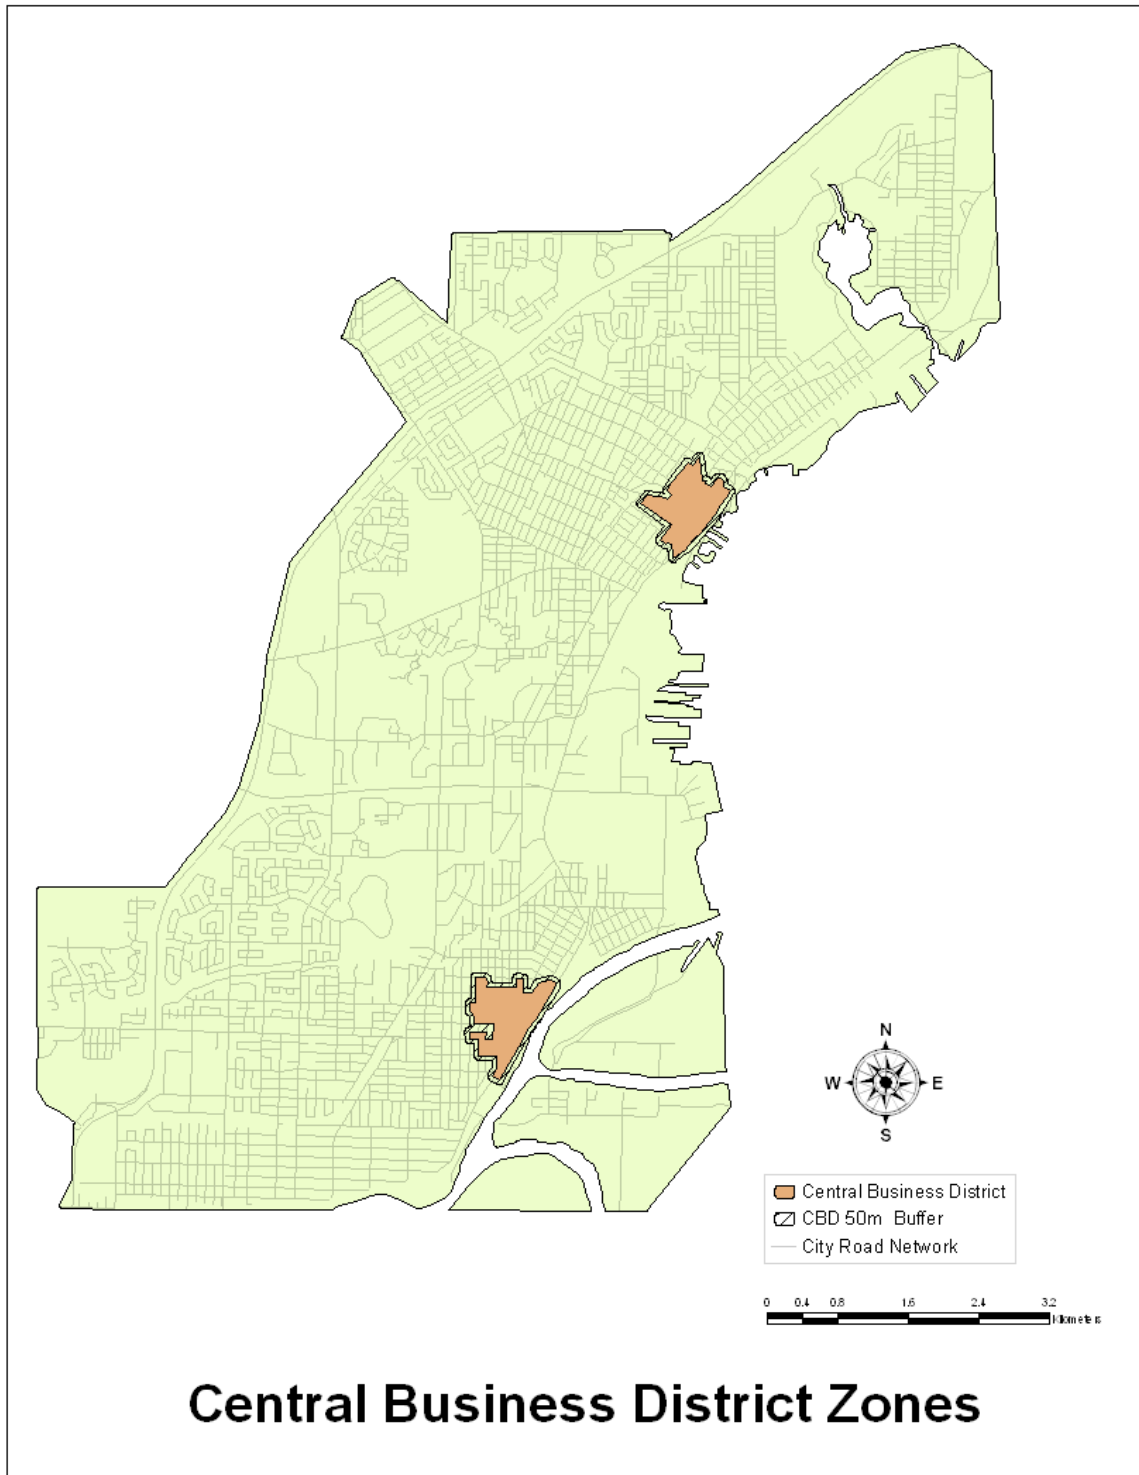 N
W E
S
Central Business District
CBD 50m Buffer
City Road Network
0 0.4 0.8 1.6 2.4 3.2
Kilometers
Central Business District Zones